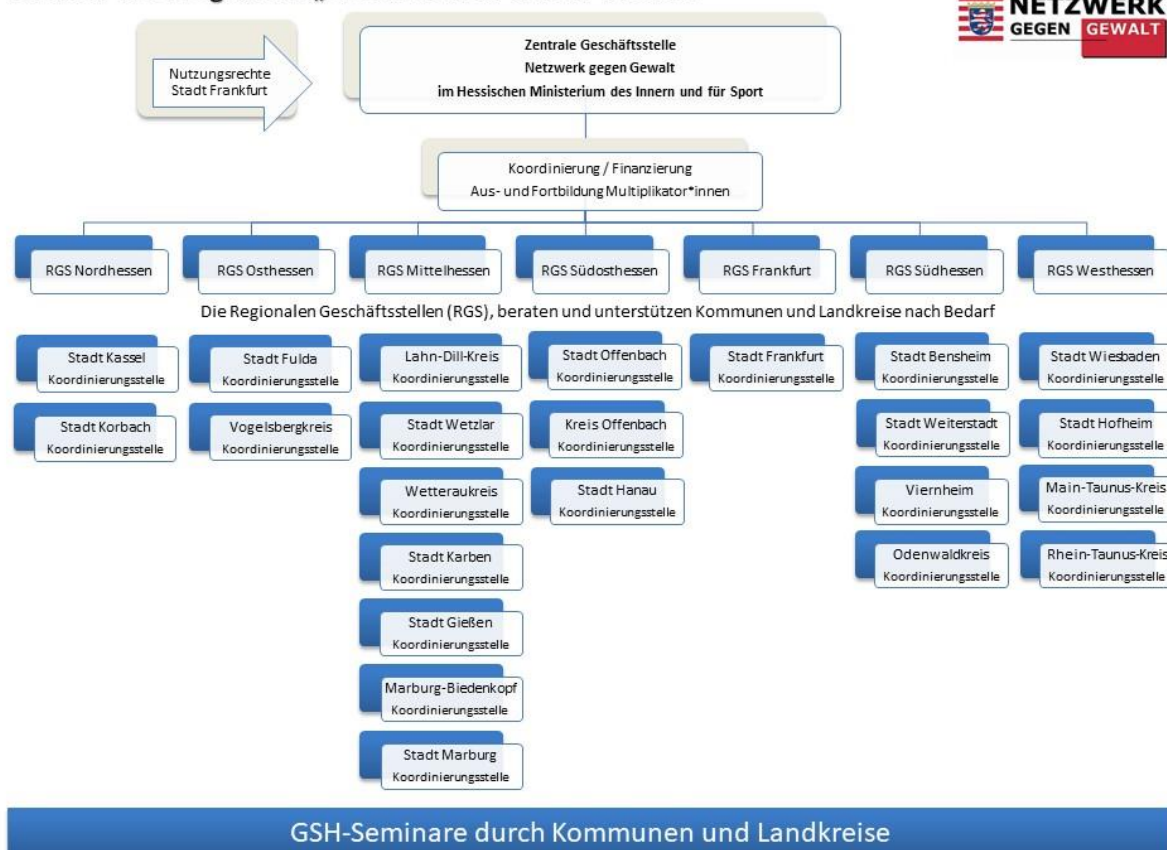 NETZWERK
GEGEN GEWALT
Nutzungsrechte
Stadt Frankfurt
Zentrale Geschäftsstelle
Netzwerk gegen Gewalt
im Hessischen Ministerium des Innern und für Sport
Koordinierung / Finanzierung
Aus- und Fortbildung Multiplikator*innen
RGS Nordhessen
RGS Osthessen
RGS Mittelhessen
RGS Südosthessen
RGS Frankfurt
RGS Südhessen
RGS Westhessen
Die Regionalen Geschäftsstellen (RGS), beraten und unterstützen Kommunen und Landkreise nach Bedarf
Stadt Kassel
Koordinierungsstelle
Stadt Korbach
Koordinierungsstelle
Stadt Fulda
Koordinierungsstelle
Vogelsbergkreis
Koordinierungsstelle
Lahn-Dill-Kreis
Koordinierungsstelle
Stadt Wetzlar
Koordinierungsstelle
Wetteraukreis
Koordinierungsstelle
Stadt Karben
Koordinierungsstelle
Stadt Gießen
Koordinierungsstelle
Marburg-Biedenkopf
Koordinierungsstelle
Stadt Marburg
Koordinierungsstelle
Stadt Offenbach
Koordinierungsstelle
Kreis Offenbach
Koordinierungsstelle
Stadt Hanau
Koordinierungsstelle
Stadt Frankfurt
Koordinierungsstelle
Stadt Bensheim
Koordinierungsstelle
Stadt Weiterstadt
Koordinierungsstelle
Viernheim
Koordinierungsstelle
Odenwaldkreis
Koordinierungsstelle
Stadt Wiesbaden
Koordinierungsstelle
Stadt Hofheim
Koordinierungsstelle
Main-Taunus-Kreis
Koordinierungsstelle
Rhein-Taunus-Kreis
Koordinierungsstelle
GSH-Seminare durch Kommunen und Landkreise